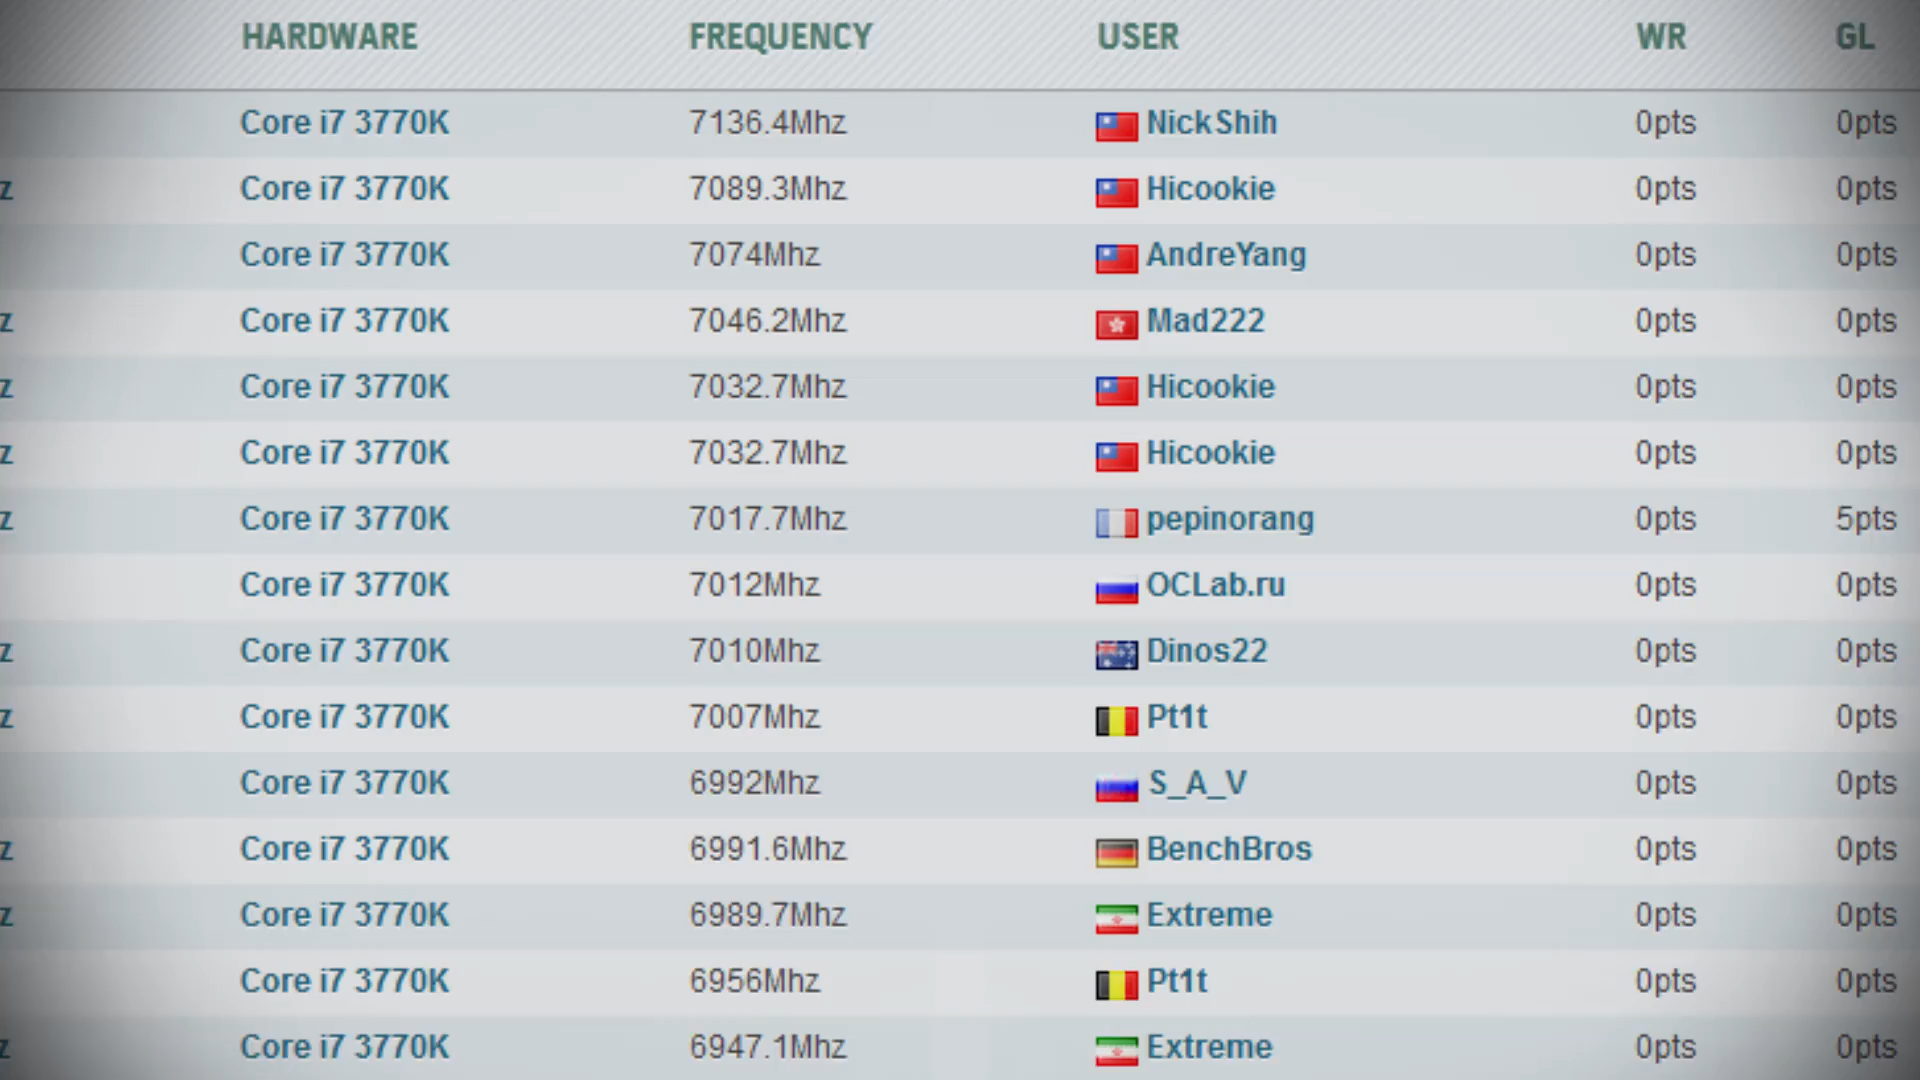 HARDWARE FREQUENCY USER WR GL
Core i7 3770K 7136.4Mhz NickShih 0pts 0pts
z Core i7 3770K 7089.3Mhz Hicookie 0pts 0pts
Core i7 3770K 7074Mhz AndreYang 0pts 0pts
z Core i7 3770K 7046.2Mhz Mad222 0pts 0pts
z Core i7 3770K 7032.7Mhz Hicookie 0pts 0pts
z Core i7 3770K 7032.7Mhz Hicookie 0pts 0pts
z Core i7 3770K 7017.7Mhz pepinorang 0pts 5pts
Core i7 3770K 7012Mhz OCLab.ru 0pts 0pts
z Core i7 3770K 7010Mhz Dinos22 0pts 0pts
z Core i7 3770K 7007Mhz Pt1t 0pts 0pts
Core i7 3770K 6992Mhz S_A_V 0pts 0pts
z Core i7 3770K 6991.6Mhz BenchBros 0pts 0pts
z Core i7 3770K 6989.7Mhz Extreme 0pts 0pts
Core i7 3770K 6956Mhz Pt1t 0pts 0pts
z Core i7 3770K 6947.1Mhz Extreme 0pts 0pts